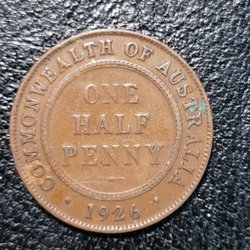 COMMONWEALTH OF AUSTRALIA
ONE
HALF
PENNY
· 1926 ·